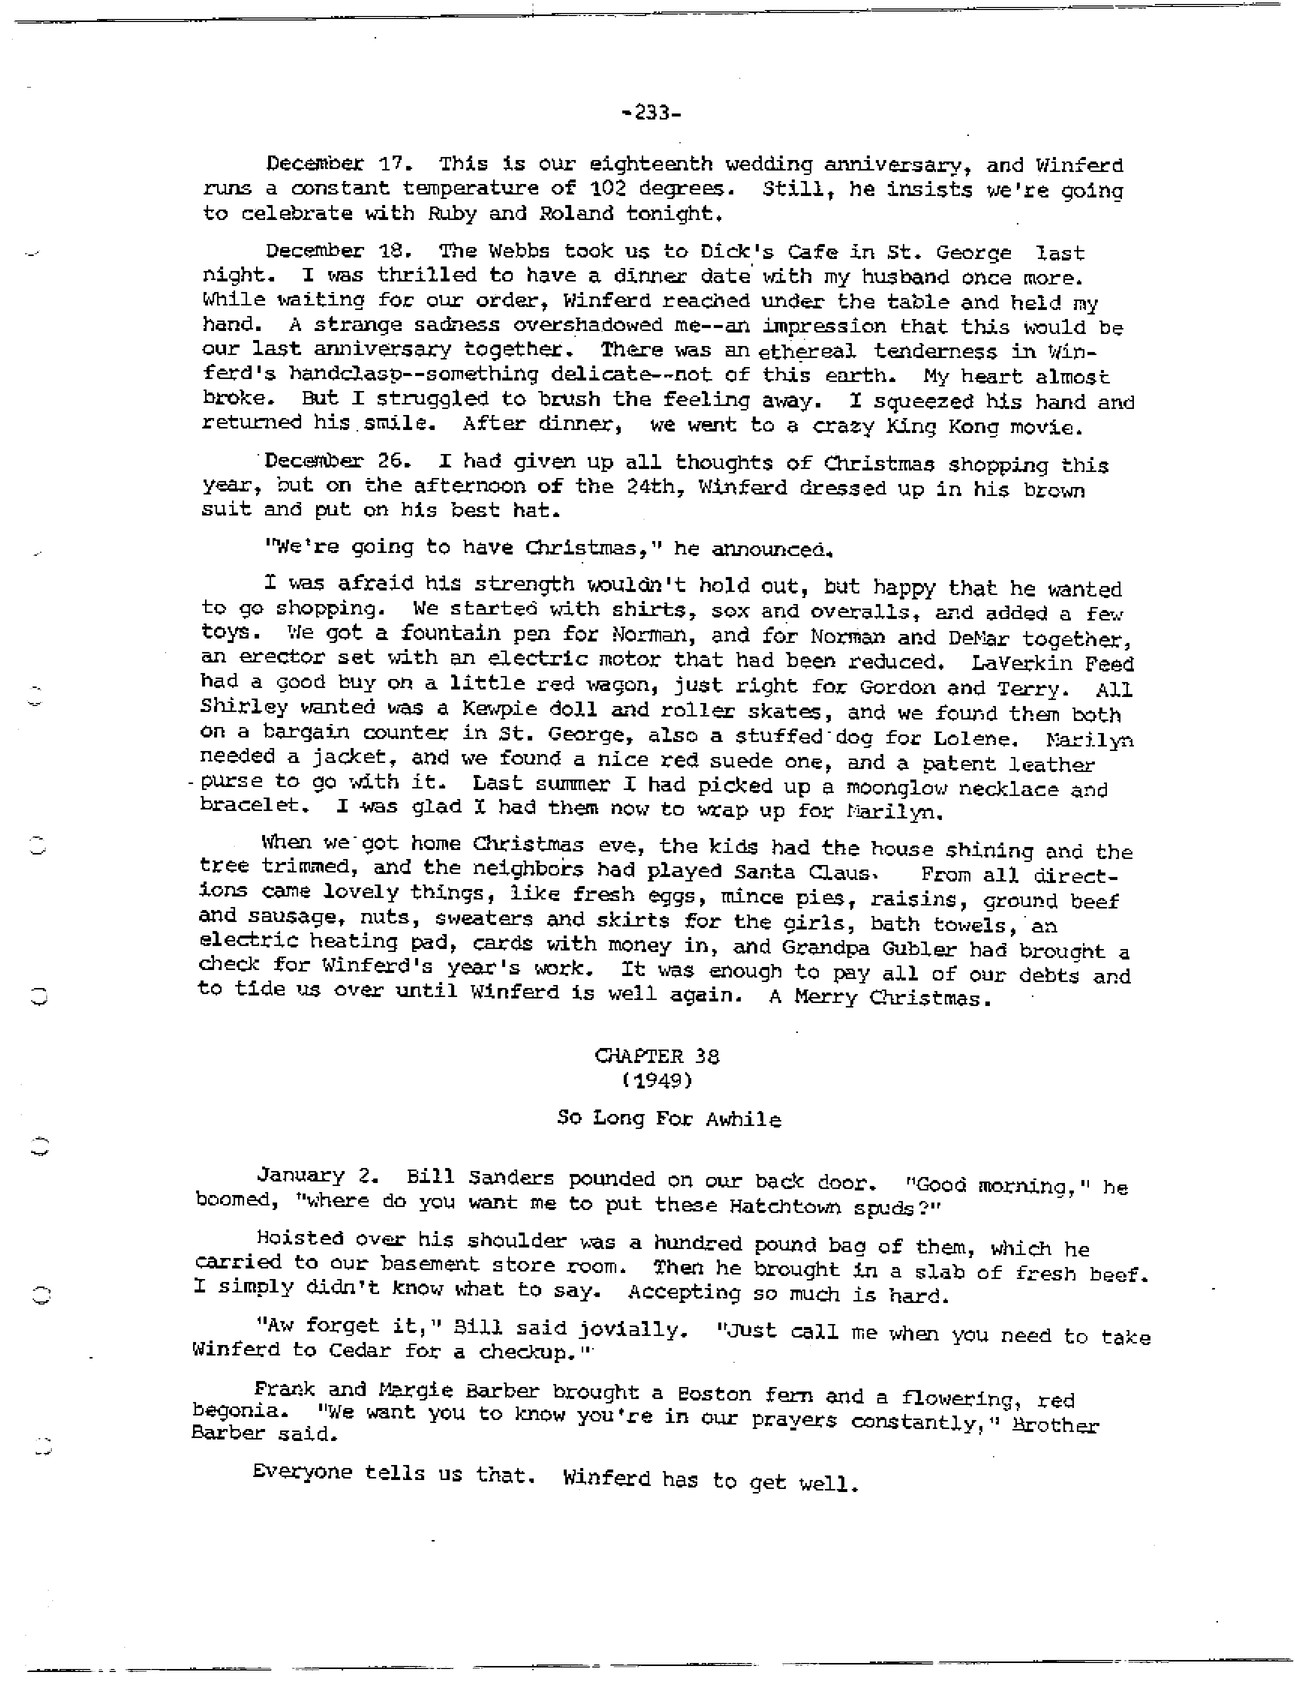 -233-
December 17. This is our eighteenth wedding anniversary, and Winferd
runs a constant temperature of 102 degrees. Still, he insists we're going
to celebrate with Ruby and Roland tonight.
December 18. The Webbs took us to Dick's Cafe in St. George last
night. I was thrilled to have a dinner date with my husband once more.
While waiting for our order, Winferd reached under the table and held my
hand. A strange sadness overshadowed me--an impression that this would be
our last anniversary together. There was an ethereal tenderness in Win-
ferd's handclasp--something delicate--not of this earth. My heart almost
broke. But I struggled to brush the feeling away. I squeezed his hand and
returned his smile. After dinner, we went to a crazy King Kong movie.
December 26. I had given up all thoughts of Christmas shopping this
year, but on the afternoon of the 24th, Winferd dressed up in his brown
suit and put on his best hat.
"We're going to have Christmas," he announced.
I was afraid his strength wouldn't hold out, but happy that he wanted
to go shopping. We started with shirts, sox and overalls, and added a few
toys. We got a fountain pen for Norman, and for Norman and DeMar together,
an erector set with an electric motor that had been reduced. LaVerkin Feed
had a good buy on a little red wagon, just right for Gordon and Terry. All
Shirley wanted was a Kewpie doll and roller skates, and we found them both
on a bargain counter in St. George, also a stuffed dog for Lolene. Marilyn
needed a jacket, and we found a nice red suede one, and a patent leather
purse to go with it. Last summer I had picked up a moonglow necklace and
bracelet. I was glad I had them now to wrap up for Marilyn.
When we got home Christmas eve, the kids had the house shining and the
tree trimmed, and the neighbors had played Santa Claus. From all direct-
ions came lovely things, like fresh eggs, mince pies, raisins, ground beef
and sausage, nuts, sweaters and skirts for the girls, bath towels, an
electric heating pad, cards with money in, and Grandpa Gubler had brought a
check for Winferd's year's work. It was enough to pay all of our debts and
to tide us over until Winferd is well again. A Merry Christmas.
CHAPTER 38
(1949)
So Long For Awhile
January 2. Bill Sanders pounded on our back door. "Good morning," he
boomed, "where do you want me to put these Hatchtown spuds?"
Hoisted over his shoulder was a hundred pound bag of them, which he
carried to our basement store room. Then he brought in a slab of fresh beef.
I simply didn't know what to say. Accepting so much is hard.
"Aw forget it," Bill said jovially. "Just call me when you need to take
Winferd to Cedar for a checkup."
Frank and Margie Barber brought a Boston fern and a flowering, red
begonia. "We want you to know you're in our prayers constantly," Brother
Barber said.
Everyone tells us that. Winferd has to get well.